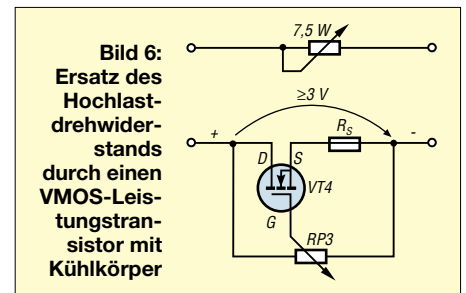 Bild 6:
Ersatz des
Hochlast-
drehwider-
stands
durch einen
VMOS-Leis-
tungstran-
sistor mit
Kühlkörper
7,5 W
≥3 V
+
RS
-
D
S
VT4
G
RP3